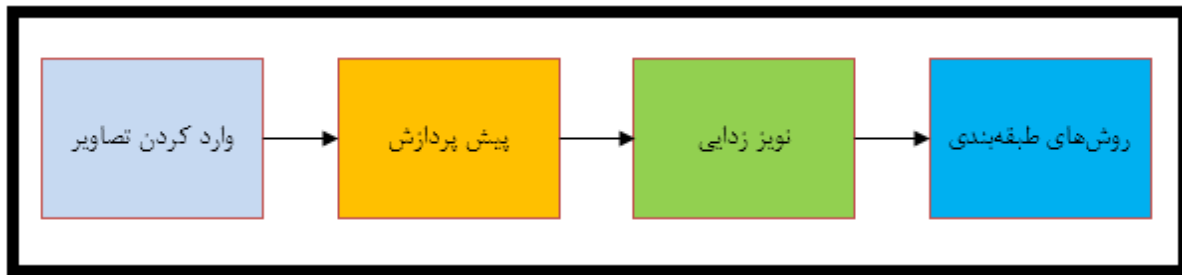 وارد کردن تصاویر
پیش پردازش
نویز زدایی
روش‌های طبقه‌بندی